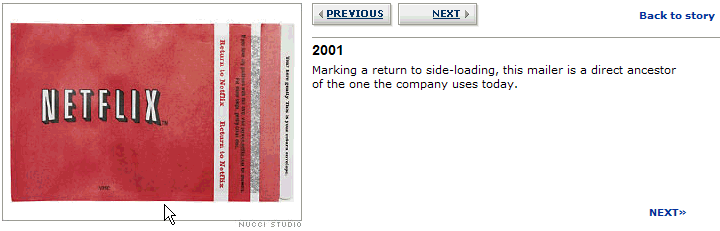 PREVIOUS
NEXT
Back to story
2001
Marking a return to side-loading, this mailer is a direct ancestor
of the one the company uses today.
NETFLIX
Return to Netflix
Return to Netflix
NUCCI STUDIO
NEXT»